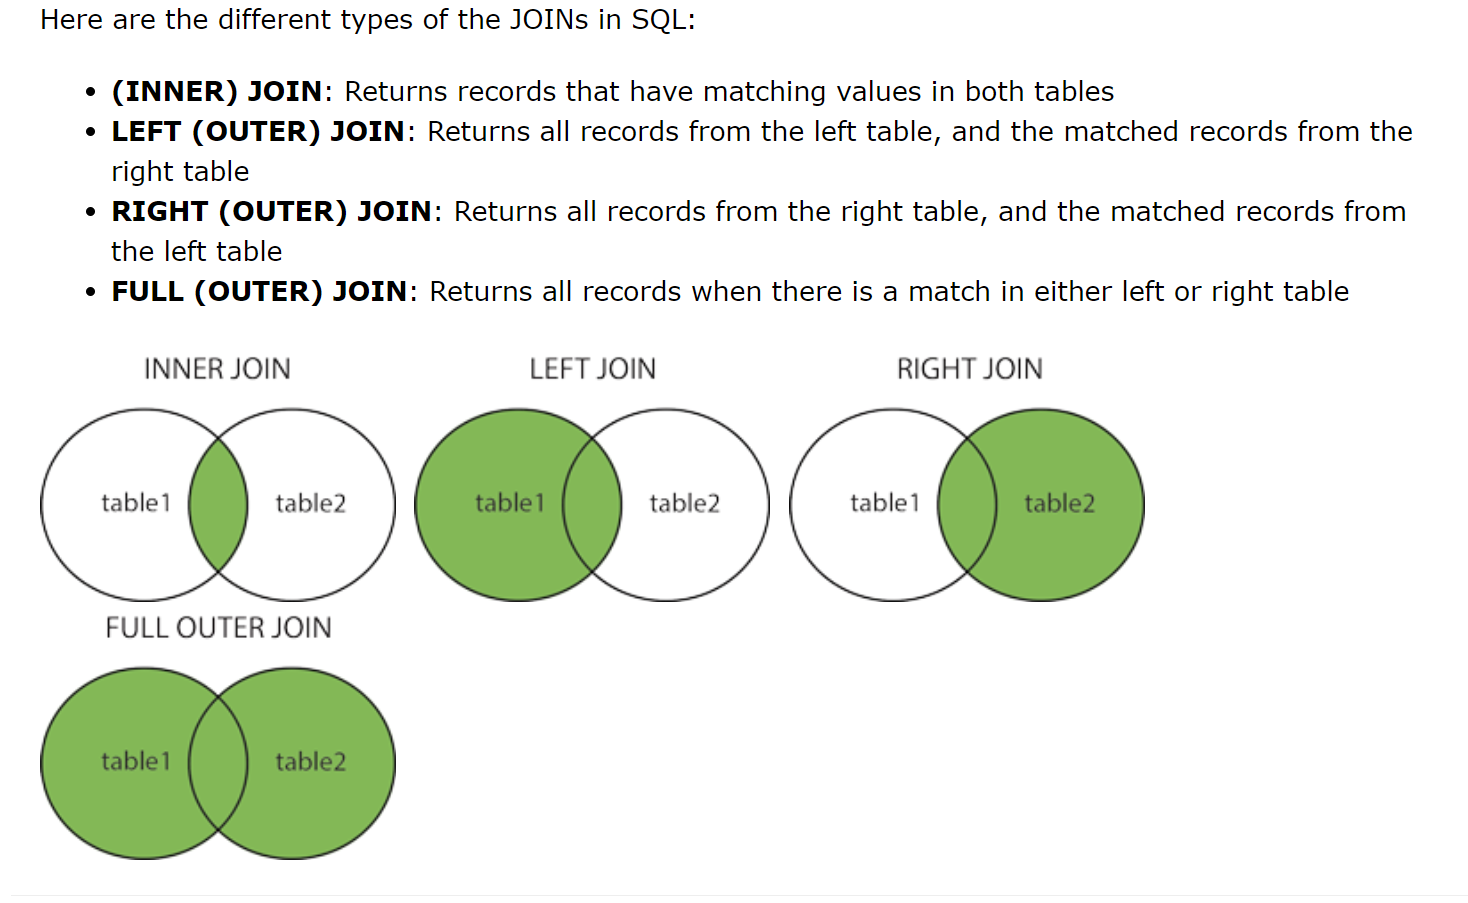 Here are the different types of the JOINs in SQL:
• (INNER) JOIN: Returns records that have matching values in both tables
• LEFT (OUTER) JOIN: Returns all records from the left table, and the matched records from the
right table
• RIGHT (OUTER) JOIN: Returns all records from the right table, and the matched records from
the left table
• FULL (OUTER) JOIN: Returns all records when there is a match in either left or right table
INNER JOIN
table1
table2
LEFT JOIN
table1
table2
RIGHT JOIN
table1
table2
FULL OUTER JOIN
table1
table2